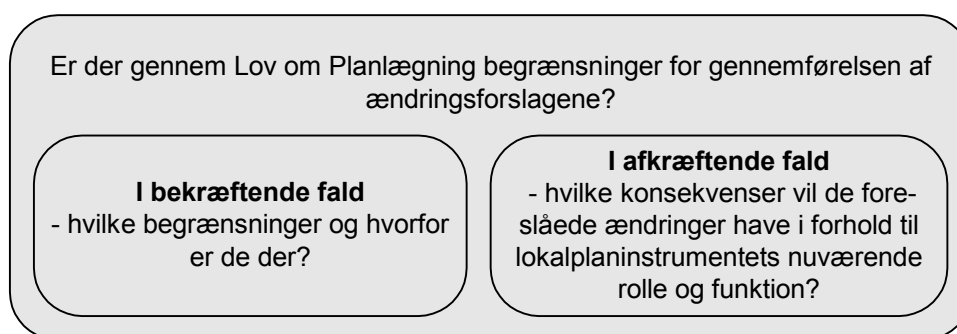 Er der gennem Lov om Planlægning begrænsninger for gennemførelsen af
ændringsforslagene?
I bekræftende fald
- hvilke begrænsninger og hvorfor
er de der?
I afkræftende fald
- hvilke konsekvenser vil de fore-
slåede ændringer have i forhold til
lokalplaninstrumentets nuværende
rolle og funktion?